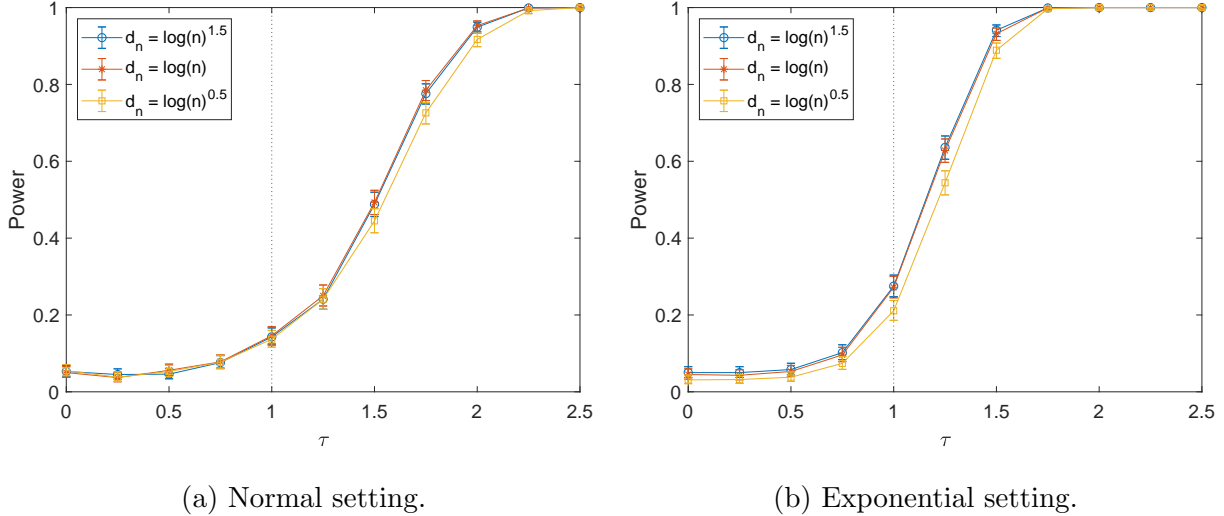 d_n = log(n)^1.5
d_n = log(n)
d_n = log(n)^0.5
Power
1
0.8
0.6
0.4
0.2
0
0 0.5 1 1.5 2 2.5
τ
(a) Normal setting.
d_n = log(n)^1.5
d_n = log(n)
d_n = log(n)^0.5
Power
1
0.8
0.6
0.4
0.2
0
0 0.5 1 1.5 2 2.5
τ
(b) Exponential setting.